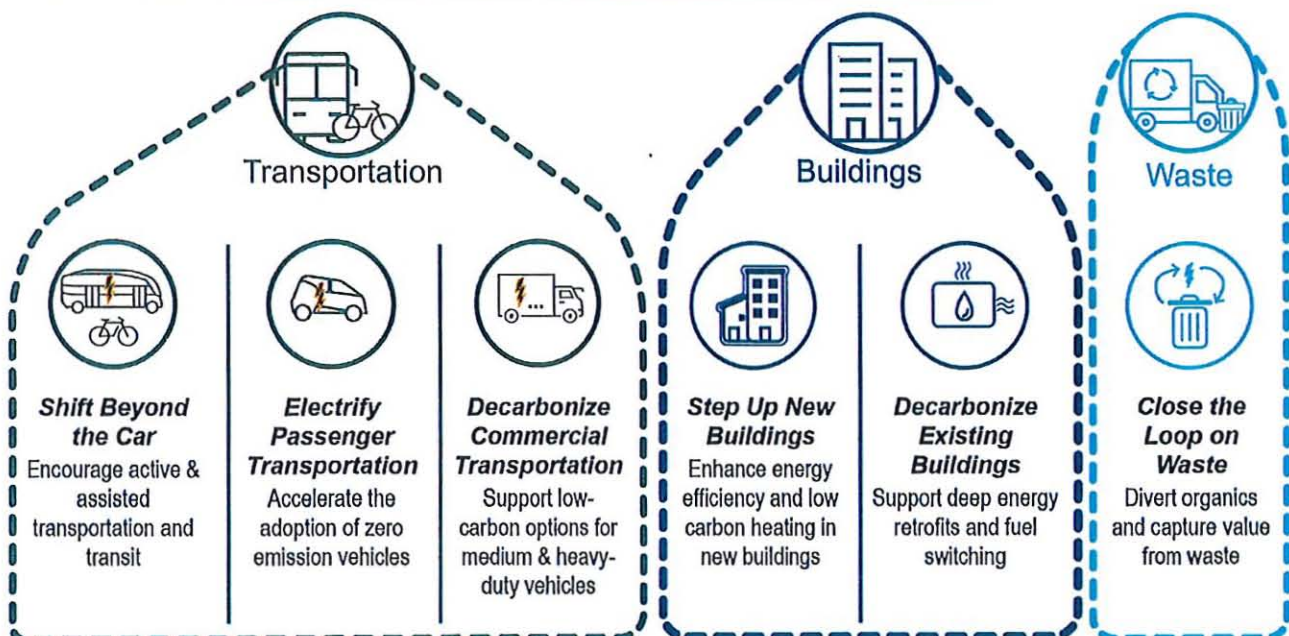 Transportation
Buildings
Waste
Shift Beyond
the Car
Encourage active &
assisted
transportation and
transit
Electrify
Passenger
Transportation
Accelerate the
adoption of zero
emission vehicles
Decarbonize
Commercial
Transportation
Support low-
carbon options for
medium & heavy-
duty vehicles
Step Up New
Buildings
Enhance energy
efficiency and low
carbon heating in
new buildings
Decarbonize
Existing
Buildings
Support deep energy
retrofits and fuel
switching
Close the
Loop on
Waste
Divert organics
and capture value
from waste